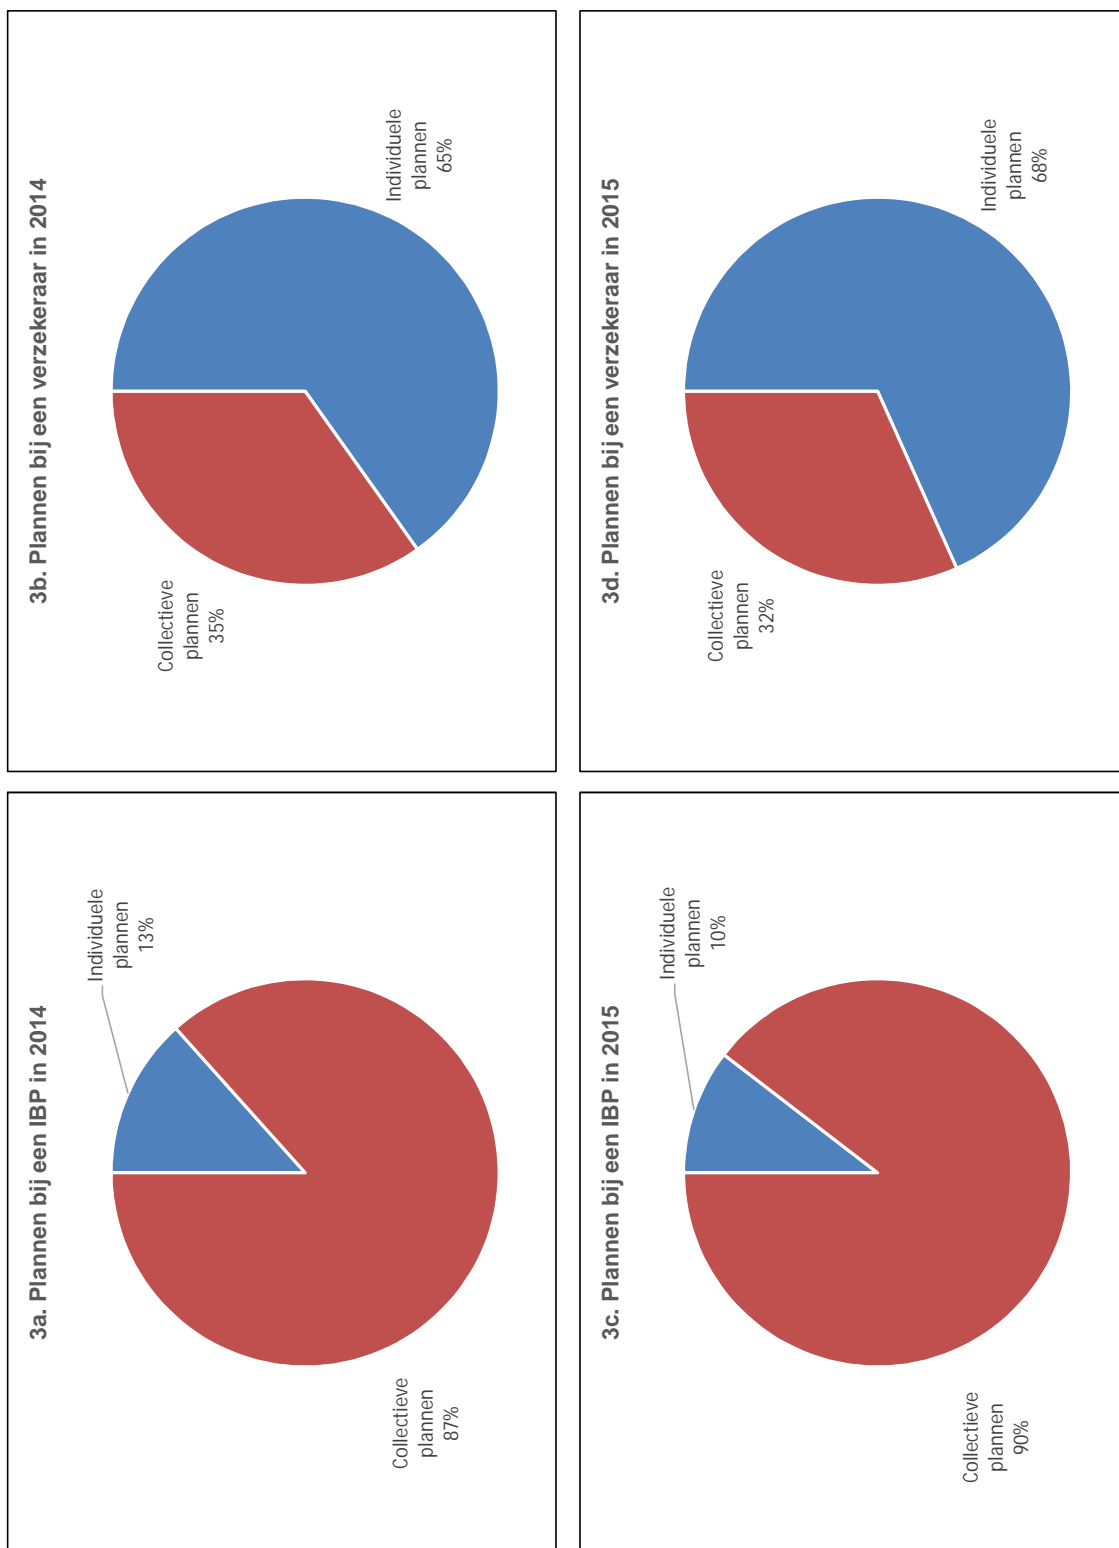 3a. Plannen bij een IBP in 2014
Individuele
plannen
13%
Collectieve
plannen
87%
3b. Plannen bij een verzekeraar in 2014
Individuele
plannen
65%
Collectieve
plannen
35%
3c. Plannen bij een IBP in 2015
Individuele
plannen
10%
Collectieve
plannen
90%
3d. Plannen bij een verzekeraar in 2015
Individuele
plannen
68%
Collectieve
plannen
32%